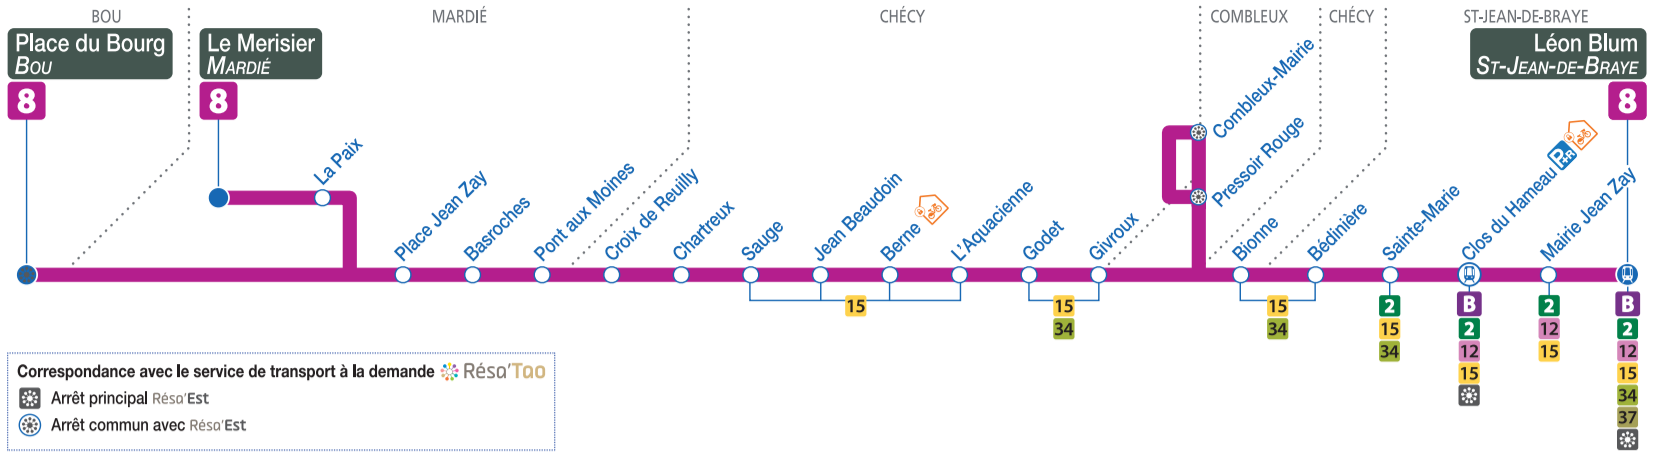 BOU
MARDIÉ
CHÉCY
COMBLEUX
CHÉCY
ST-JEAN-DE-BRAYE
Place du Bourg
BOU
8
Le Merisier
MARDIÉ
8
Léon Blum
ST-JEAN-DE-BRAYE
8
La Paix
Place Jean Zay
Basroches
Pont aux Moines
Croix de Reuilly
Chartreux
Sauge
Jean Beaudoin
Berne
L'Aquacienne
Godet
Givroux
Combleux-Mairie
Pressoir Rouge
Bionne
Bédinière
Sainte-Marie
Clos du Hameau
P+R
Mairie Jean Zay
15
15
34
15
34
2
15
34
B
2
12
15
2
12
15
B
2
12
15
34
37
Correspondance avec le service de transport à la demande Résa'Tao
Arrêt principal Résa'Est
Arrêt commun avec Résa'Est